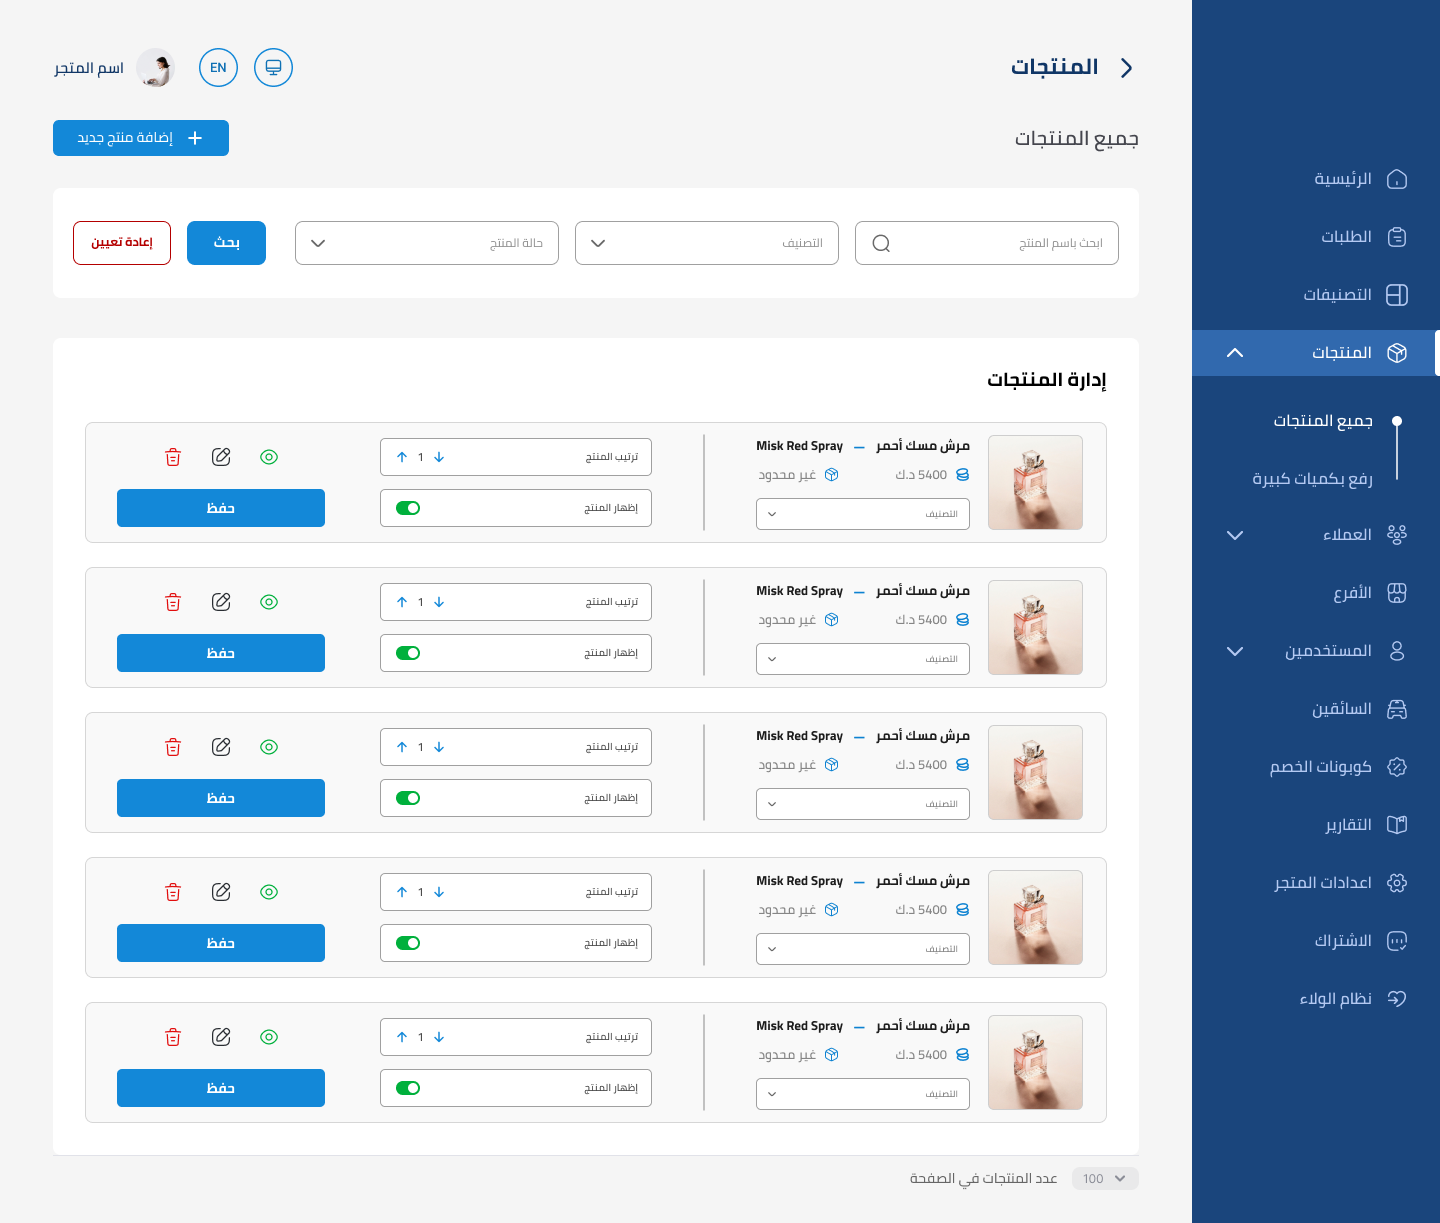 المنتجات
EN
اسم المتجر
جميع المنتجات
إضافة منتج جديد
ابحث باسم المنتج
التصنيف
حالة المنتج
بحث
إعادة تعيين
إدارة المنتجات
مرش مسك أحمر — Misk Red Spray
5400 د.ك
غير محدود
التصنيف
ترتيب المنتج
1
إظهار المنتج
حفظ
مرش مسك أحمر — Misk Red Spray
5400 د.ك
غير محدود
التصنيف
ترتيب المنتج
1
إظهار المنتج
حفظ
مرش مسك أحمر — Misk Red Spray
5400 د.ك
غير محدود
التصنيف
ترتيب المنتج
1
إظهار المنتج
حفظ
مرش مسك أحمر — Misk Red Spray
5400 د.ك
غير محدود
التصنيف
ترتيب المنتج
1
إظهار المنتج
حفظ
مرش مسك أحمر — Misk Red Spray
5400 د.ك
غير محدود
التصنيف
ترتيب المنتج
1
إظهار المنتج
حفظ
100
عدد المنتجات في الصفحة
الرئيسية
الطلبات
التصنيفات
المنتجات
جميع المنتجات
رفع بكميات كبيرة
العملاء
الأفرع
المستخدمين
السائقين
كوبونات الخصم
التقارير
اعدادات المتجر
الاشتراك
نظام الولاء